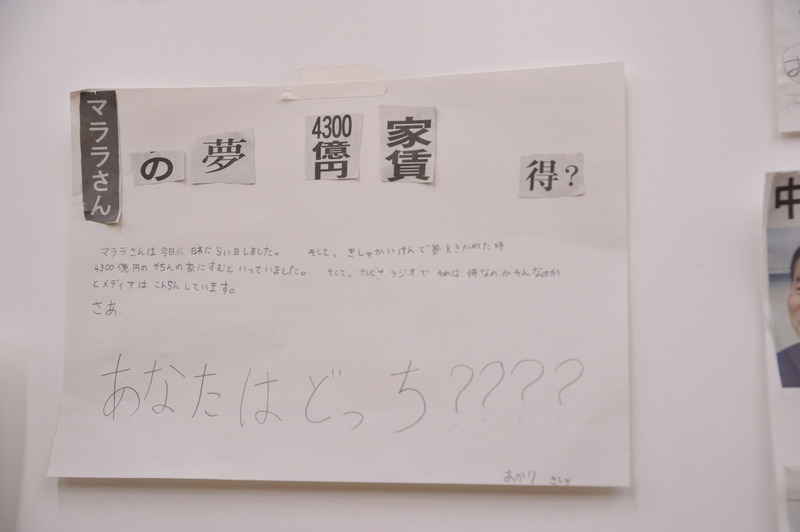 マララさん の 夢 4300億円 家賃 得？
マララさんは今日に日本にらい日しました。 そして、きしゃかいけんで夢をきかれた時
4300億円のやちんの家にすむといっていました。 そして、テレビやラジオでそれは得なのかそんなのか
とメディアはこんらんしています。
さあ、
あなたはどっち????
あかり きしゃ
中